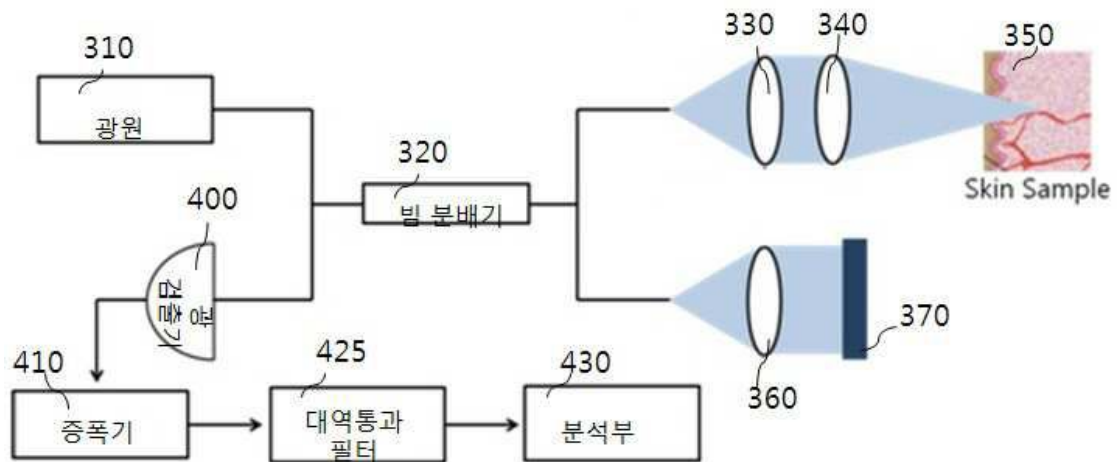 310
광원
320
빔 분배기
330
340
350
Skin Sample
400
광
검출기
360
370
410
증폭기
425
대역통과
필터
430
분석부